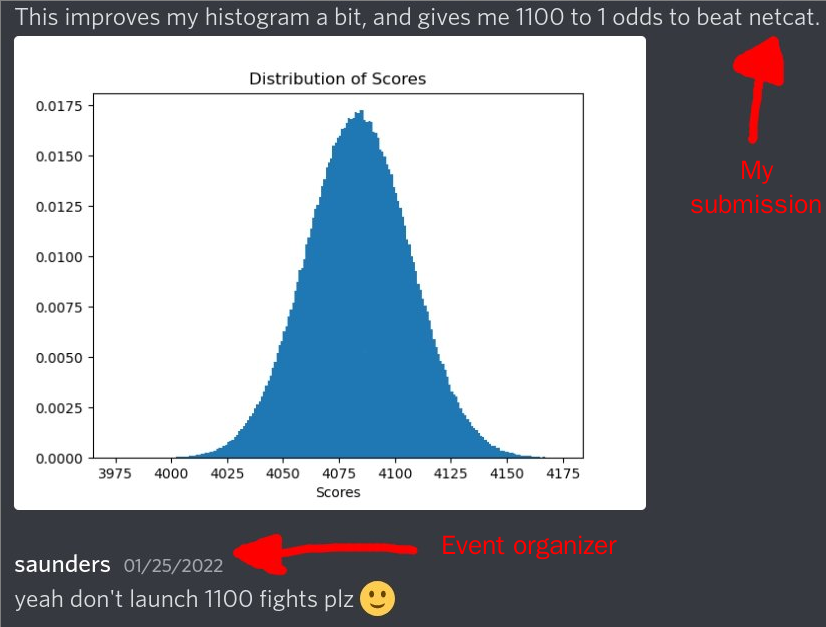 This improves my histogram a bit, and gives me 1100 to 1 odds to beat netcat.
Distribution of Scores
0.0175
0.0150
0.0125
0.0100
0.0075
0.0050
0.0025
0.0000
3975 4000 4025 4050 4075 4100 4125 4150 4175
Scores
My
submission
Event organizer
saunders 01/25/2022
yeah don't launch 1100 fights plz 🙂